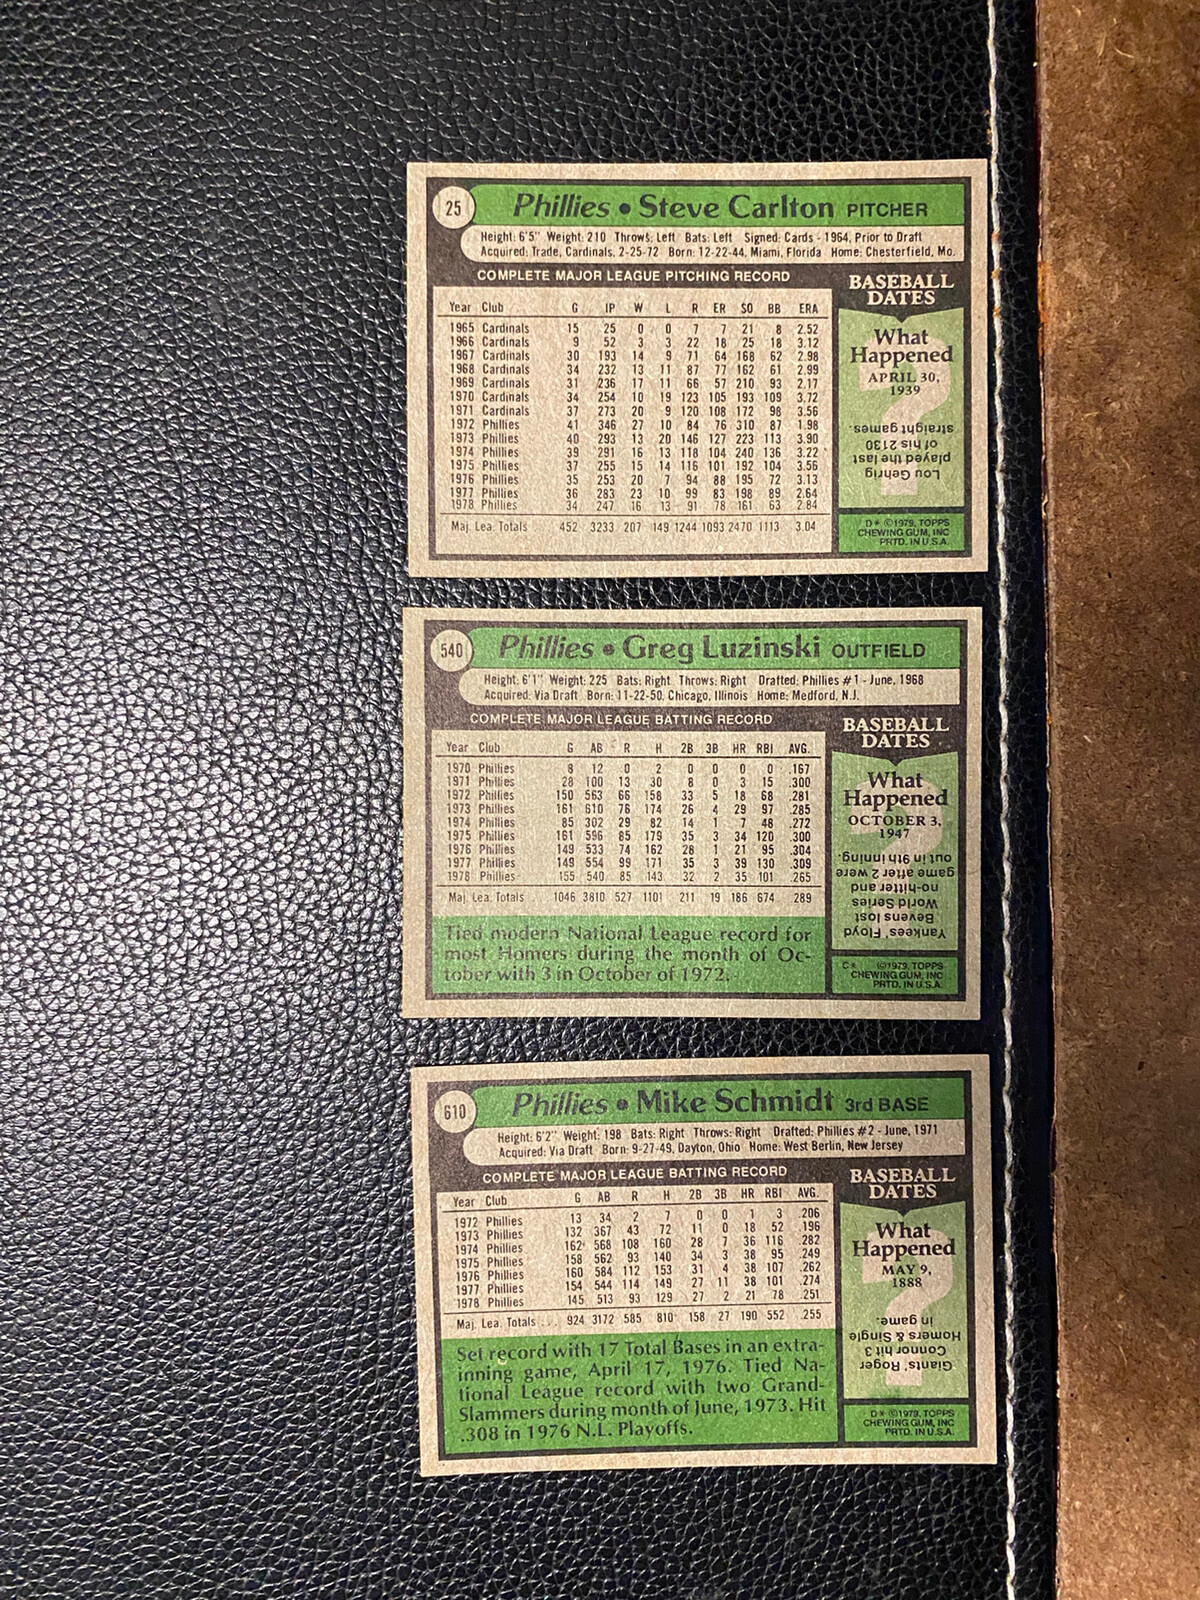 25
Phillies • Steve Carlton PITCHER
Height: 6'5" Weight: 210 Throws: Left Bats: Left Signed: Cards - 1964, Prior to Draft
Acquired: Trade, Cardinals, 2-25-72 Born: 12-22-44, Miami, Florida Home: Chesterfield, Mo.
COMPLETE MAJOR LEAGUE PITCHING RECORD
Year Club G IP W L R ER SO BB ERA
1965 Cardinals 15 25 0 0 7 7 21 8 2.52
1966 Cardinals 9 52 3 3 22 18 25 18 3.12
1967 Cardinals 30 193 14 9 71 64 168 62 2.98
1968 Cardinals 34 232 13 11 87 77 162 61 2.99
1969 Cardinals 31 236 17 11 66 57 210 93 2.17
1970 Cardinals 34 254 10 19 123 105 193 109 3.72
1971 Cardinals 37 273 20 9 120 108 172 98 3.56
1972 Phillies 41 346 27 10 84 76 310 87 1.98
1973 Phillies 40 293 13 20 146 127 223 113 3.90
1974 Phillies 39 291 16 13 118 104 240 136 3.22
1975 Phillies 37 255 15 14 116 101 192 104 3.56
1976 Phillies 35 253 20 7 94 88 195 72 3.13
1977 Phillies 36 283 23 10 99 83 198 89 2.64
1978 Phillies 34 247 16 13 91 78 161 63 2.84
Maj. Lea. Totals 452 3233 207 149 1244 1093 2470 1113 3.04
BASEBALL
DATES
What
Happened
APRIL 30,
1939
Lou Gehrig
played the last
of his 2130
straight games.
D* ©1979, TOPPS
CHEWING GUM, INC
PRTD. IN U.S.A.
540
Phillies • Greg Luzinski OUTFIELD
Height: 6'1" Weight: 225 Bats: Right Throws: Right Drafted: Phillies #1 - June, 1968
Acquired: Via Draft Born: 11-22-50, Chicago, Illinois Home: Medford, N.J.
COMPLETE MAJOR LEAGUE BATTING RECORD
Year Club G AB R H 2B 3B HR RBI AVG.
1970 Phillies 8 12 0 2 0 0 0 0 .167
1971 Phillies 28 100 13 30 8 0 3 15 .300
1972 Phillies 150 563 66 158 33 5 18 68 .281
1973 Phillies 161 610 76 174 26 4 29 97 .285
1974 Phillies 85 302 29 82 14 1 7 48 .272
1975 Phillies 161 596 85 179 35 3 34 120 .300
1976 Phillies 149 533 74 162 28 1 21 95 .304
1977 Phillies 149 554 99 171 35 3 39 130 .309
1978 Phillies 155 540 85 143 32 2 35 101 .265
Maj. Lea. Totals 1046 3810 527 1101 211 19 186 674 .289
Tied modern National League record for
most Homers during the month of Oc-
tober with 3 in October of 1972.
BASEBALL
DATES
What
Happened
OCTOBER 3,
1947
Yankees' Floyd
Bevens lost
World Series
no-hitter and
game after 2 were
out in 9th inning.
C* ©1979, TOPPS
CHEWING GUM, INC
PRTD. IN U.S.A.
610
Phillies • Mike Schmidt 3rd BASE
Height: 6'2" Weight: 198 Bats: Right Throws: Right Drafted: Phillies #2 - June, 1971
Acquired: Via Draft Born: 9-27-49, Dayton, Ohio Home: West Berlin, New Jersey
COMPLETE MAJOR LEAGUE BATTING RECORD
Year Club G AB R H 2B 3B HR RBI AVG.
1972 Phillies 13 34 2 7 0 0 1 3 .206
1973 Phillies 132 367 43 72 11 0 18 52 .196
1974 Phillies 162 568 108 160 28 7 36 116 .282
1975 Phillies 158 562 93 140 34 3 38 95 .249
1976 Phillies 160 584 112 153 31 4 38 107 .262
1977 Phillies 154 544 114 149 27 11 38 101 .274
1978 Phillies 145 513 93 129 27 2 21 78 .251
Maj. Lea. Totals ... 924 3172 585 810 158 27 190 552 .255
Set record with 17 Total Bases in an extra-
inning game, April 17, 1976. Tied Na-
tional League record with two Grand-
Slammers during month of June, 1973. Hit
.308 in 1976 N.L. Playoffs.
BASEBALL
DATES
What
Happened
MAY 9,
1888
Giants' Roger
Connor hit 3
Homers & Single
in game.
D* ©1979, TOPPS
CHEWING GUM, INC
PRTD. IN U.S.A.